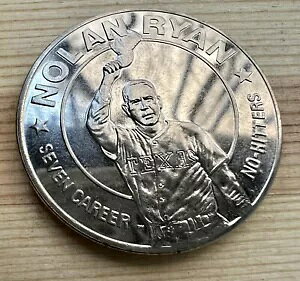 NOLAN RYAN
SEVEN CAREER
NO-HITTERS
TEXAS